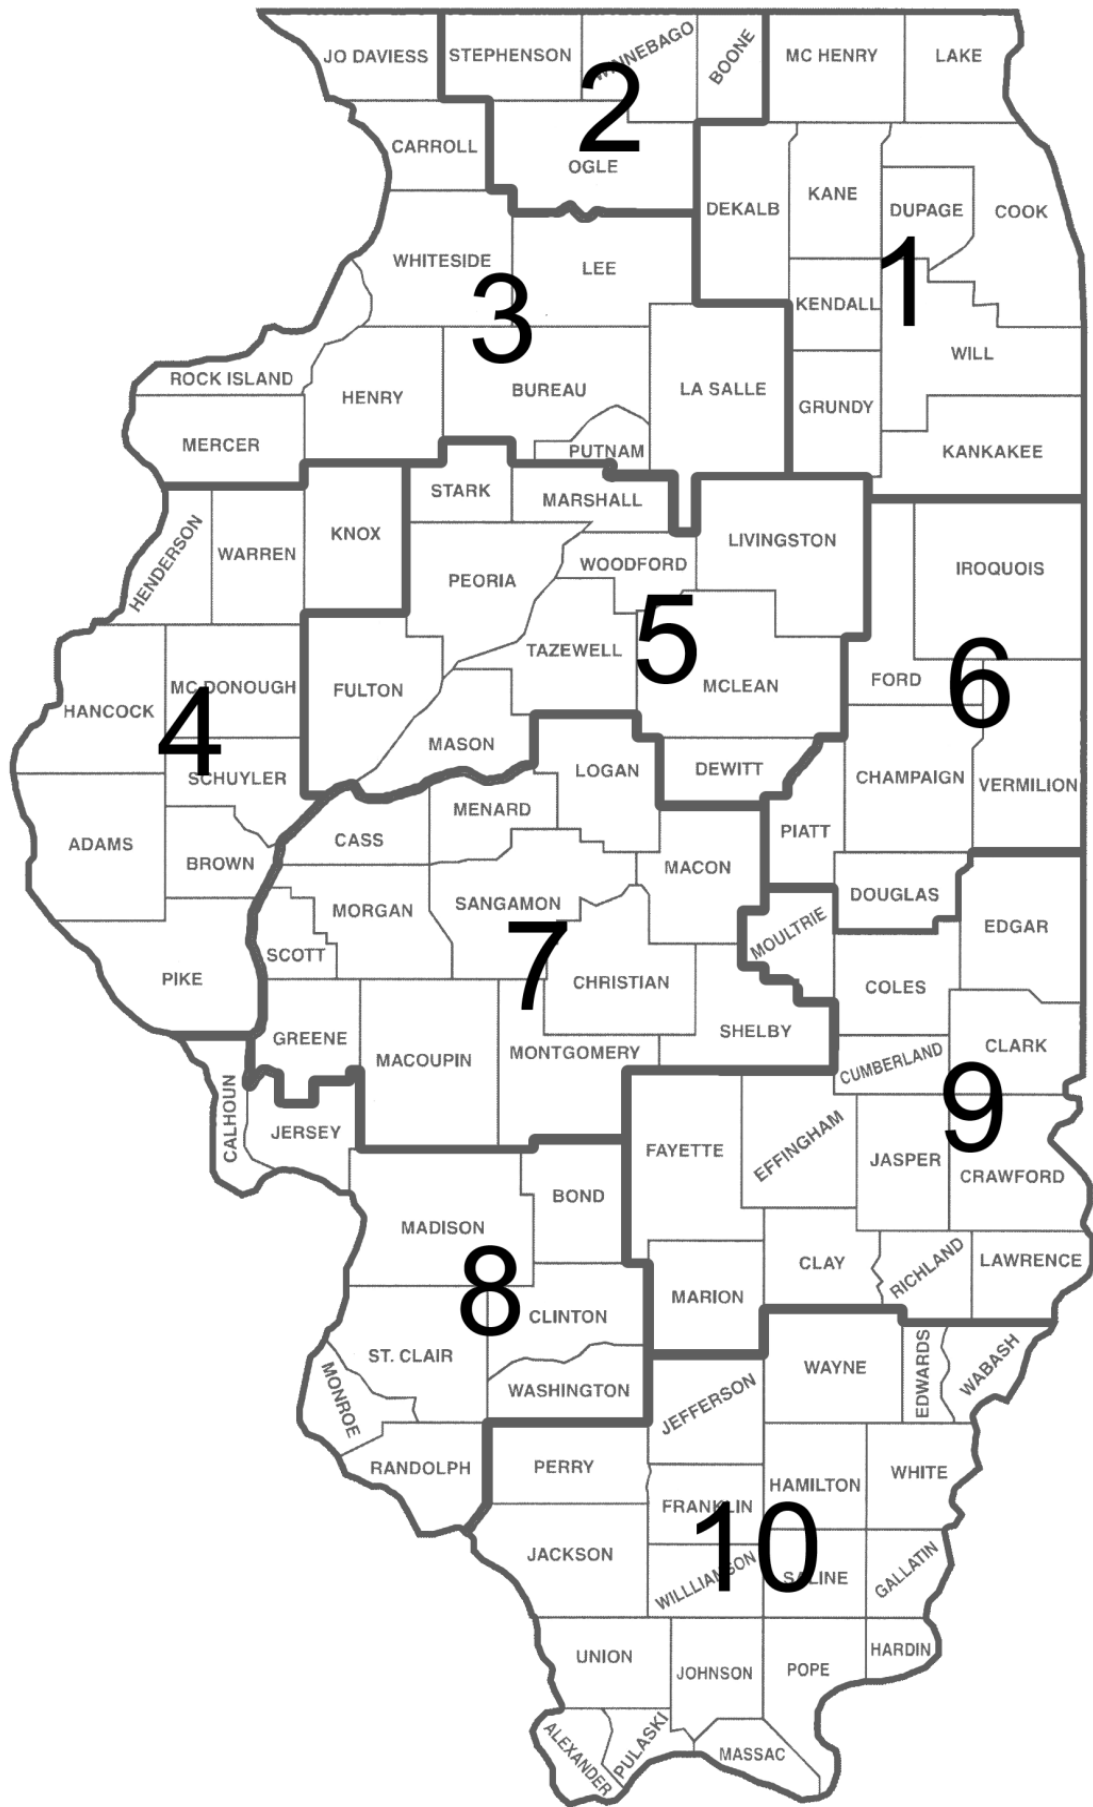 JO DAVIESS
STEPHENSON
WINNEBAGO
BOONE
MC HENRY
LAKE
2
CARROLL
OGLE
DEKALB
KANE
DUPAGE
COOK
WHITESIDE
LEE
1
3
KENDALL
WILL
ROCK ISLAND
HENRY
BUREAU
LA SALLE
GRUNDY
MERCER
PUTNAM
KANKAKEE
STARK
MARSHALL
HENDERSON
WARREN
KNOX
LIVINGSTON
PEORIA
WOODFORD
IROQUOIS
5
TAZEWELL
6
HANCOCK
MC DONOUGH
FULTON
MCLEAN
FORD
4
MASON
SCHUYLER
LOGAN
DEWITT
CHAMPAIGN
VERMILION
MENARD
ADAMS
CASS
PIATT
BROWN
MACON
MORGAN
SANGAMON
DOUGLAS
MOULTRIE
EDGAR
SCOTT
7
PIKE
CHRISTIAN
COLES
GREENE
MACOUPIN
MONTGOMERY
SHELBY
CUMBERLAND
CLARK
9
CALHOUN
JERSEY
FAYETTE
EFFINGHAM
JASPER
CRAWFORD
BOND
MADISON
CLAY
RICHLAND
LAWRENCE
8
MARION
CLINTON
ST. CLAIR
WAYNE
EDWARDS
WABASH
MONROE
WASHINGTON
JEFFERSON
RANDOLPH
PERRY
HAMILTON
WHITE
FRANKLIN
10
JACKSON
WILLLIAMSON
SALINE
GALLATIN
UNION
JOHNSON
POPE
HARDIN
ALEXANDER
PULASKI
MASSAC